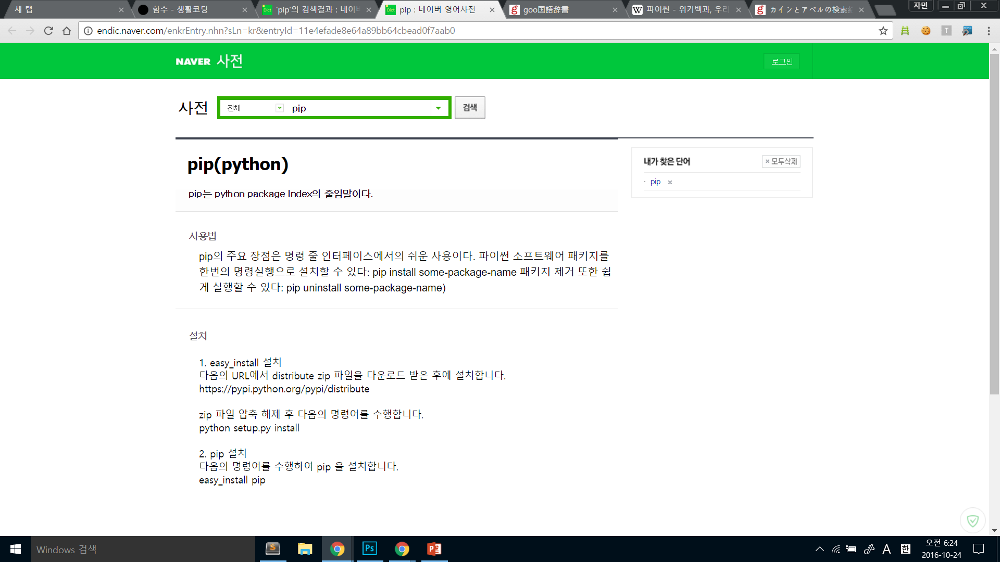 새 탭
함수 - 생활코딩
'pip'의 검색결과 : 네이버
pip : 네이버 영어사전
goo国語辞書
파이썬 - 위키백과, 우리
カインとアベルの検索結
자민
endic.naver.com/enkrEntry.nhn?sLn=kr&entryId=11e4efade8e64a89bb64cbead0f7aab0
NAVER 사전
로그인
사전 전체 pip 검색
pip(python)
pip는 python package Index의 줄임말이다.
내가 찾은 단어 × 모두삭제
· pip ×
사용법
pip의 주요 장점은 명령 줄 인터페이스에서의 쉬운 사용이다. 파이썬 소프트웨어 패키지를
한번의 명령실행으로 설치할 수 있다: pip install some-package-name 패키지 제거 또한 쉽
게 실행할 수 있다: pip uninstall some-package-name)
설치
1. easy_install 설치
다음의 URL에서 distribute zip 파일을 다운로드 받은 후에 설치합니다.
https://pypi.python.org/pypi/distribute
zip 파일 압축 해제 후 다음의 명령어를 수행합니다.
python setup.py install
2. pip 설치
다음의 명령어를 수행하여 pip 을 설치합니다.
easy_install pip
Windows 검색
Ps
A 한
오전 6:24
2016-10-24